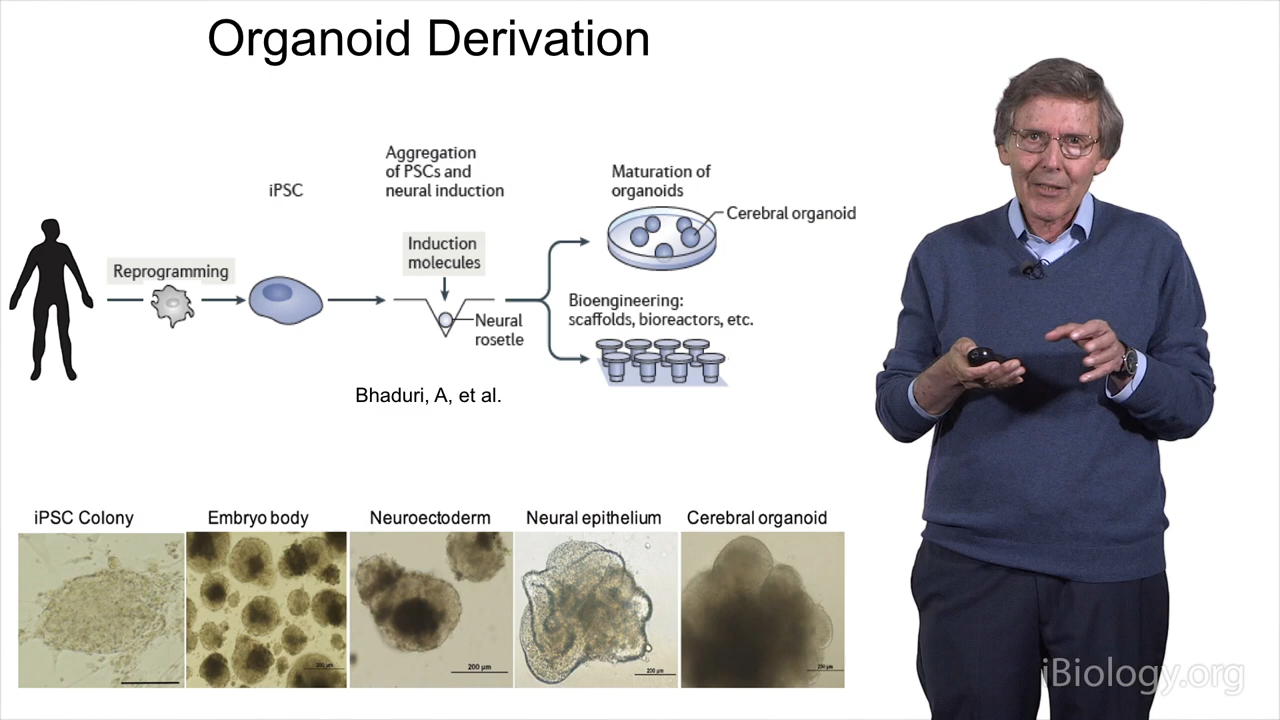 Organoid Derivation
Aggregation
of PSCs and
neural induction
iPSC
Maturation of
organoids
Cerebral organoid
Induction
molecules
Reprogramming
Neural
rosetle
Bioengineering:
scaffolds, bioreactors, etc.
Bhaduri, A, et al.
iPSC Colony
Embryo body
Neuroectoderm
Neural epithelium
Cerebral organoid
200 µm
200 µm
200 µm
iBiology.org